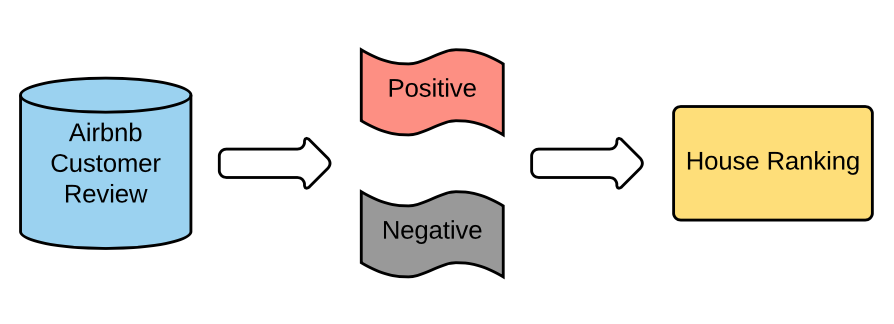 Airbnb
Customer
Review
Positive
Negative
House Ranking